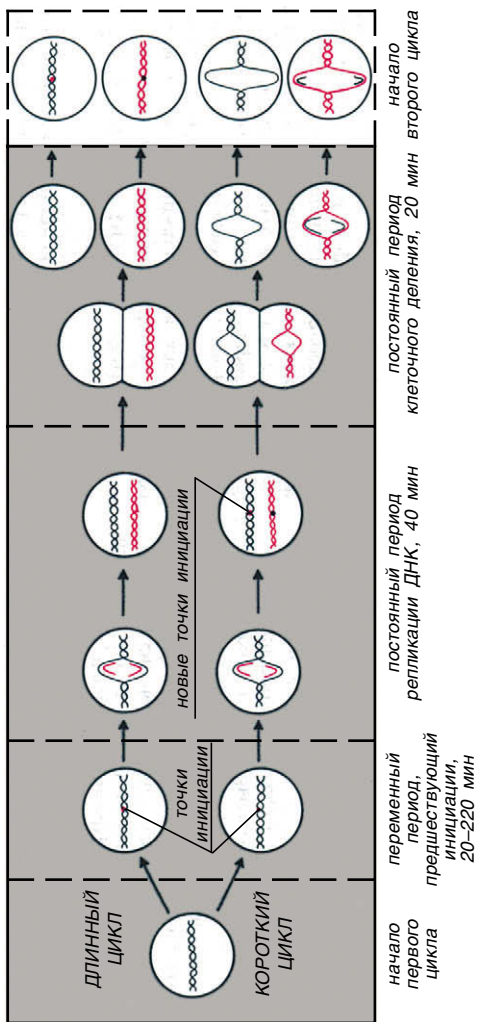 ДЛИННЫЙ
ЦИКЛ
КОРОТКИЙ
ЦИКЛ
точки
инициации
новые точки инициации
начало
первого
цикла
переменный
период,
предшествующий
инициации,
20–220 мин
постоянный период
репликации ДНК, 40 мин
постоянный период
клеточного деления, 20 мин
начало
второго цикла